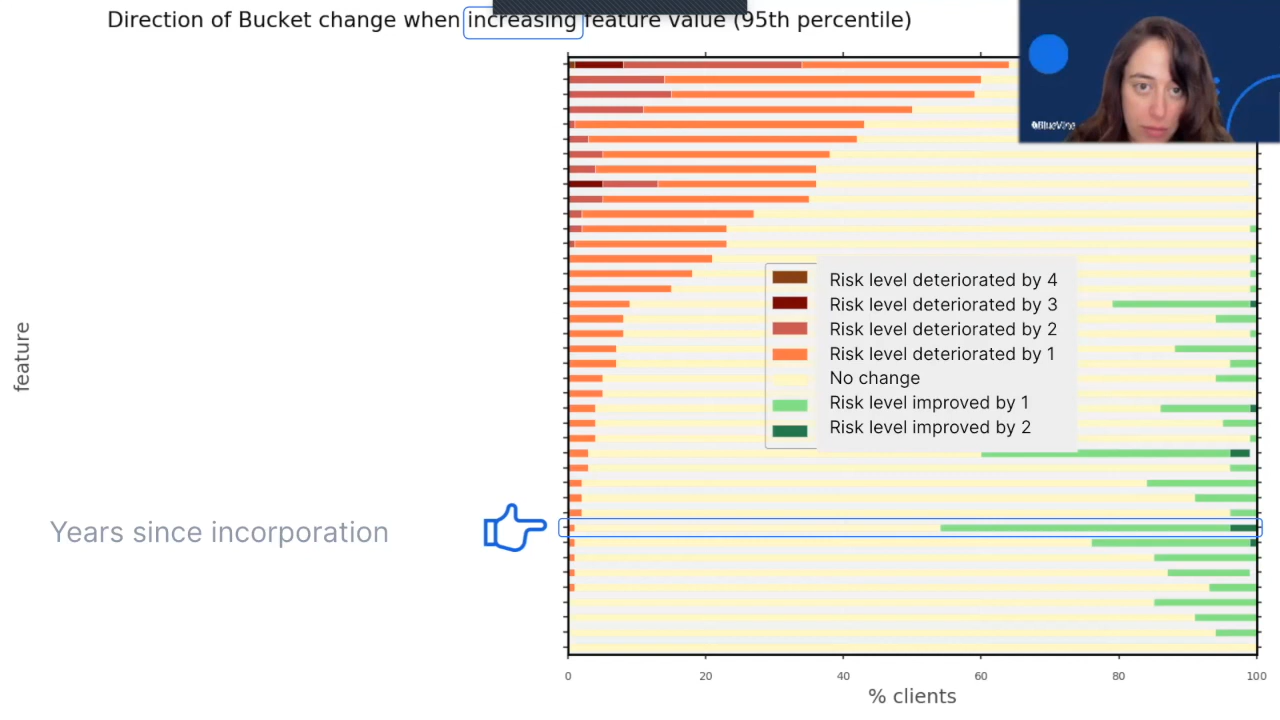 Direction of Bucket change when increasing feature value (95th percentile)
BlueVine
Risk level deteriorated by 4
Risk level deteriorated by 3
Risk level deteriorated by 2
Risk level deteriorated by 1
No change
Risk level improved by 1
Risk level improved by 2
feature
Years since incorporation
0 20 40 60 80 100
% clients